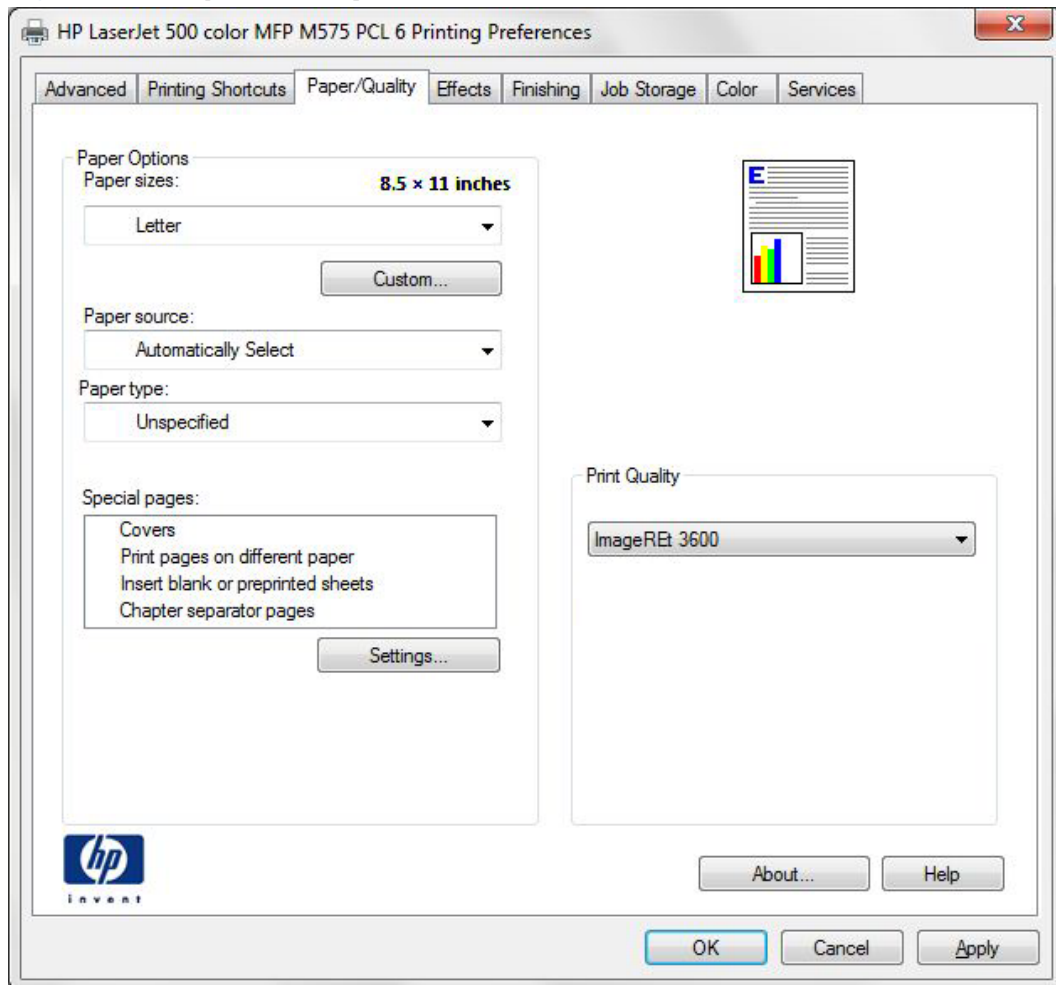 HP LaserJet 500 color MFP M575 PCL 6 Printing Preferences
Advanced Printing Shortcuts Paper/Quality Effects Finishing Job Storage Color Services
Paper Options
Paper sizes: 8.5 × 11 inches
Letter
Custom...
Paper source:
Automatically Select
Paper type:
Unspecified
Special pages:
Covers
Print pages on different paper
Insert blank or preprinted sheets
Chapter separator pages
Settings...
E
Print Quality
ImageREt 3600
hp
invent
About... Help
OK Cancel Apply